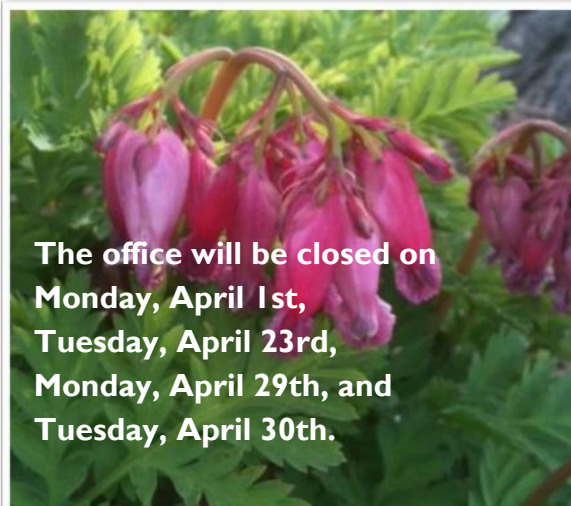 The office will be closed on
Monday, April 1st,
Tuesday, April 23rd,
Monday, April 29th, and
Tuesday, April 30th.